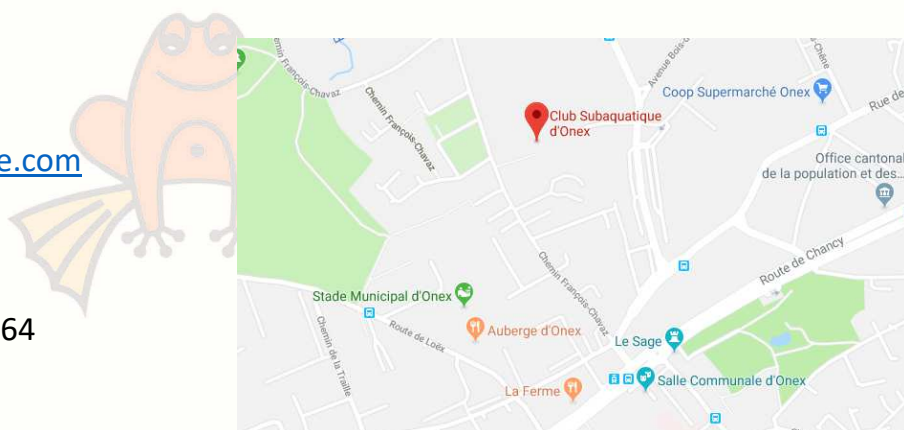 e.com
64
Chemin François-Chavaz
Chemin François-Chavaz
Avenue Bois-
-Chêne
Coop Supermarché Onex
Rue de
Club Subaquatique
d'Onex
Office cantonal
de la population et des...
Route de Chancy
Chemin François-Chavaz
Stade Municipal d'Onex
Chemin de la Traille
Route de Loëx
Auberge d'Onex
Le Sage
La Ferme
Salle Communale d'Onex